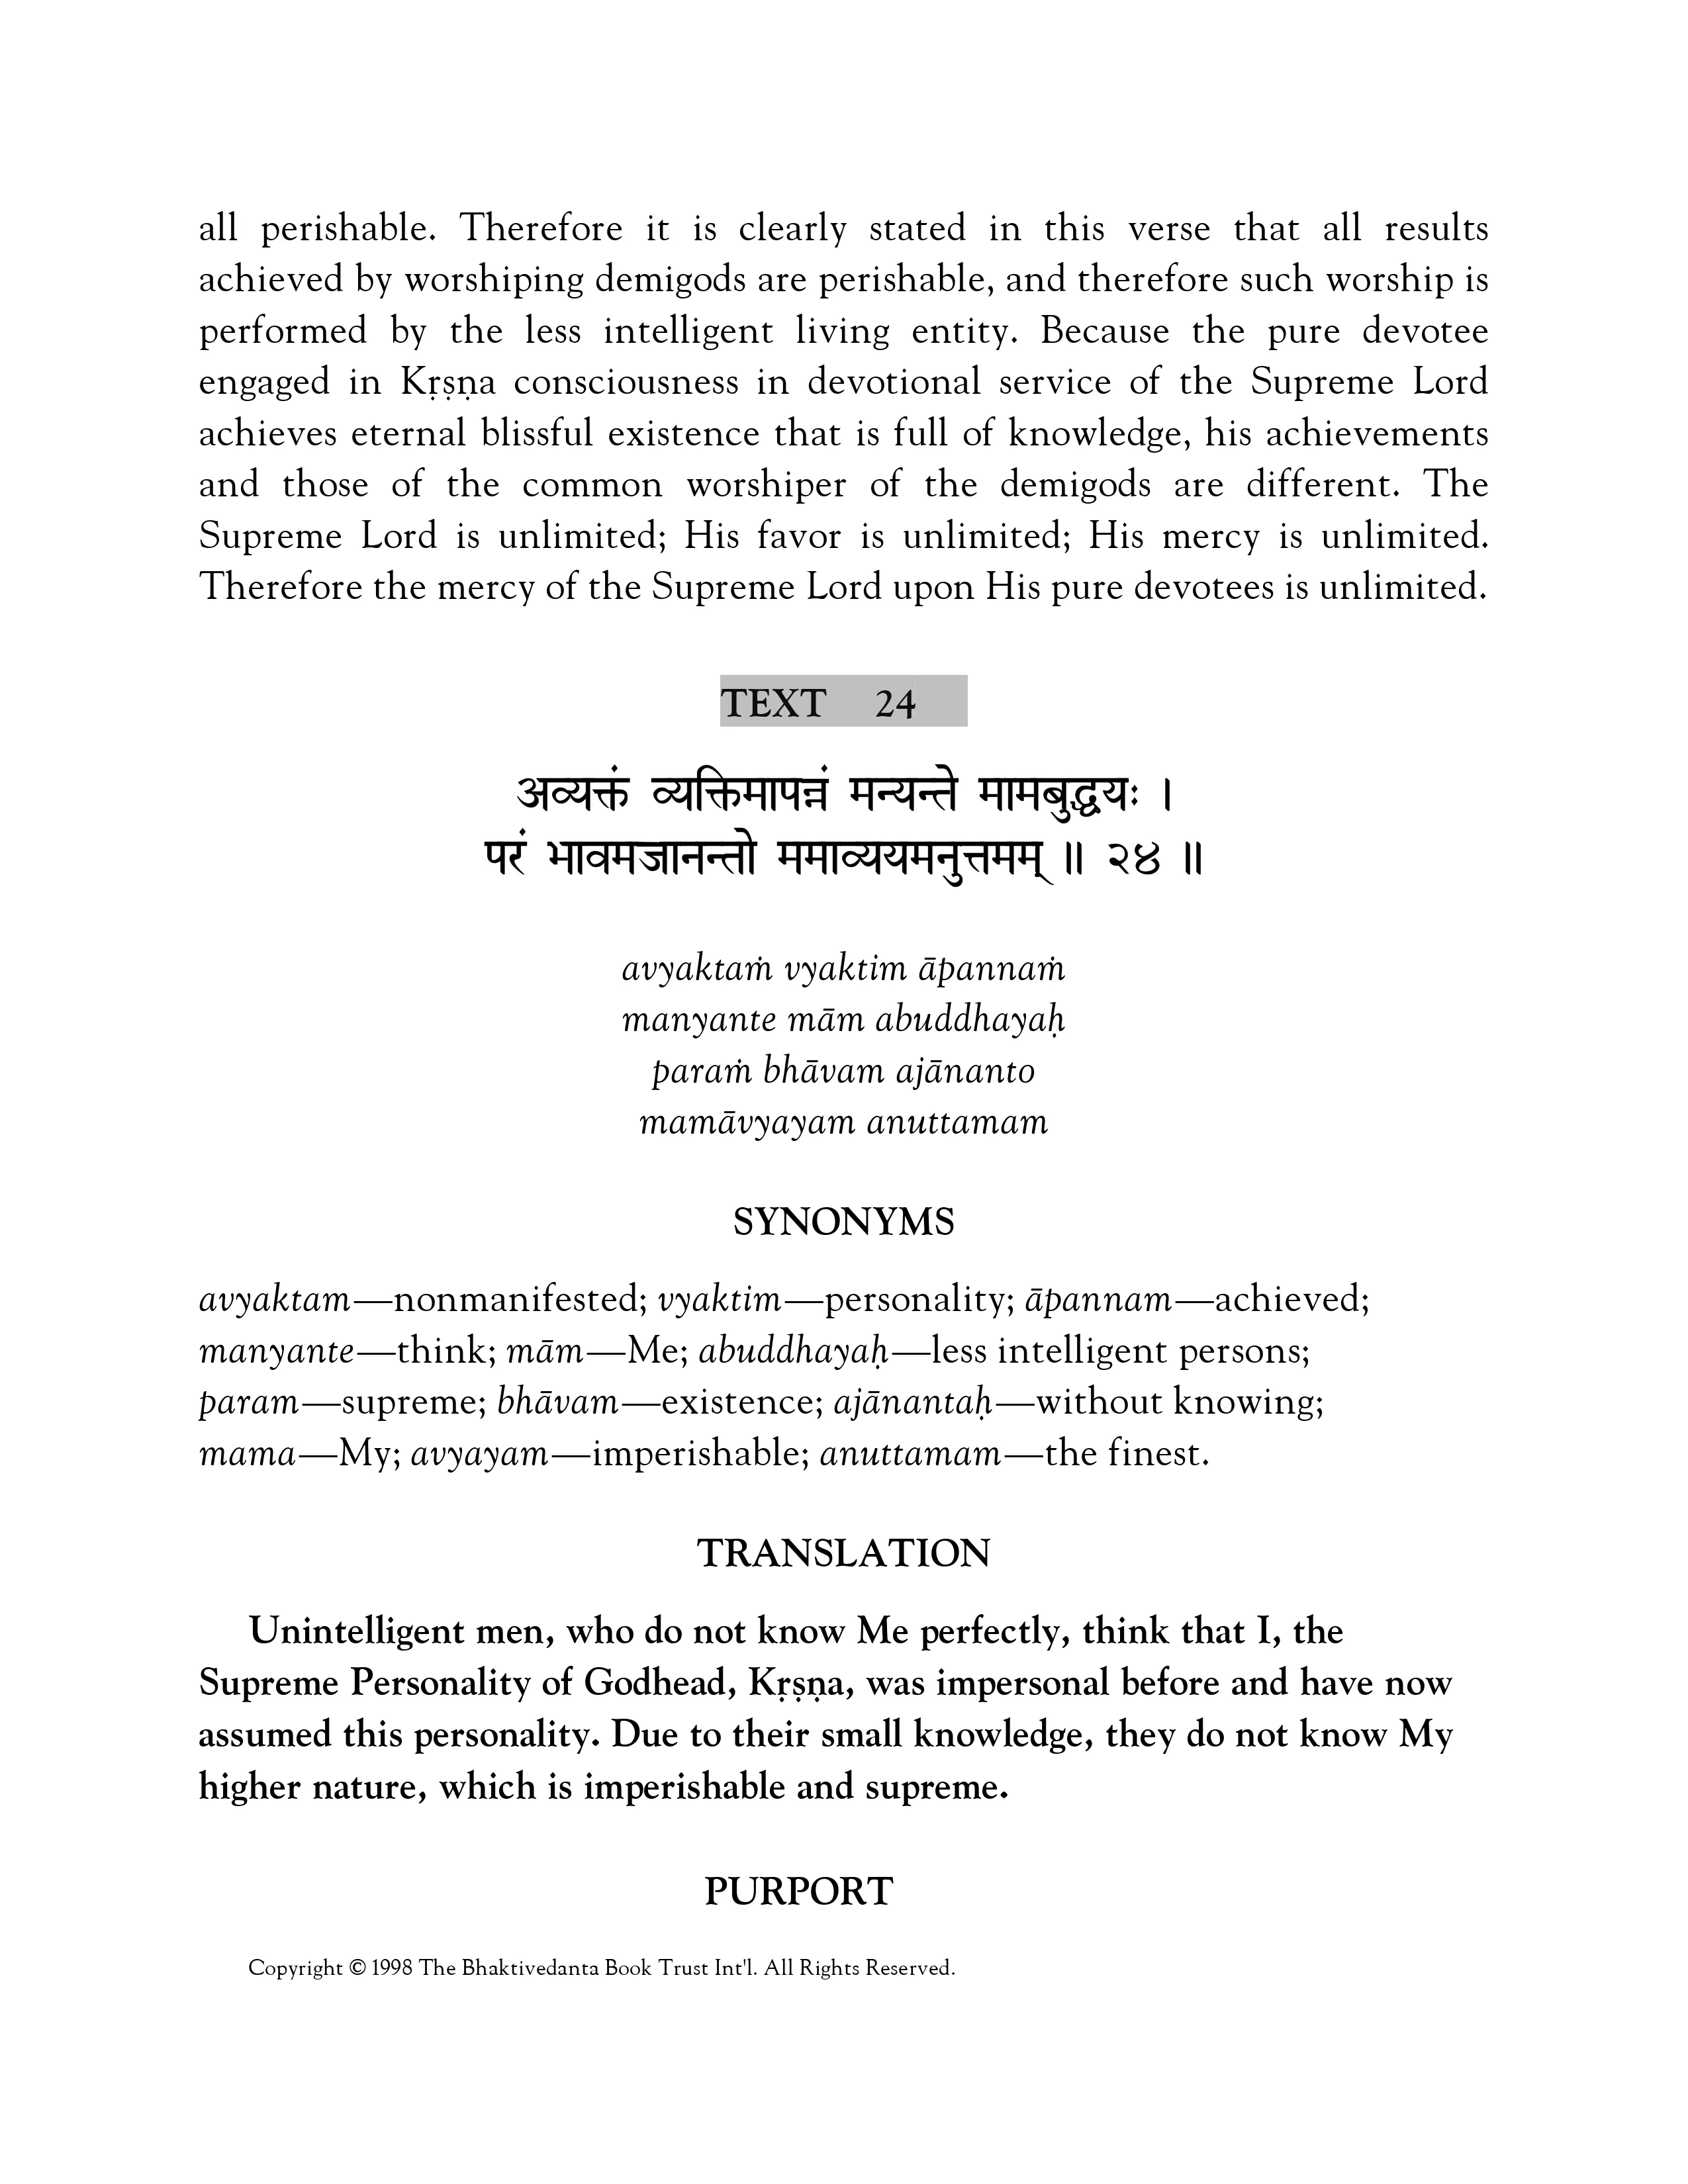 all perishable. Therefore it is clearly stated in this verse that all results
achieved by worshiping demigods are perishable, and therefore such worship is
performed by the less intelligent living entity. Because the pure devotee
engaged in Kṛṣṇa consciousness in devotional service of the Supreme Lord
achieves eternal blissful existence that is full of knowledge, his achievements
and those of the common worshiper of the demigods are different. The
Supreme Lord is unlimited; His favor is unlimited; His mercy is unlimited.
Therefore the mercy of the Supreme Lord upon His pure devotees is unlimited.
TEXT 24
अव्यक्तं व्यक्तिमापन्नं मन्यन्ते मामबुद्धयः ।
परं भावमजानन्तो ममाव्ययमनुत्तमम् ॥ २४ ॥
avyaktaṁ vyaktim āpannaṁ
manyante mām abuddhayaḥ
paraṁ bhāvam ajānanto
mamāvyayam anuttamam
SYNONYMS
avyaktam—nonmanifested; vyaktim—personality; āpannam—achieved;
manyante—think; mām—Me; abuddhayaḥ—less intelligent persons;
param—supreme; bhāvam—existence; ajānantaḥ—without knowing;
mama—My; avyayam—imperishable; anuttamam—the finest.
TRANSLATION
Unintelligent men, who do not know Me perfectly, think that I, the
Supreme Personality of Godhead, Kṛṣṇa, was impersonal before and have now
assumed this personality. Due to their small knowledge, they do not know My
higher nature, which is imperishable and supreme.
PURPORT
Copyright © 1998 The Bhaktivedanta Book Trust Int'l. All Rights Reserved.